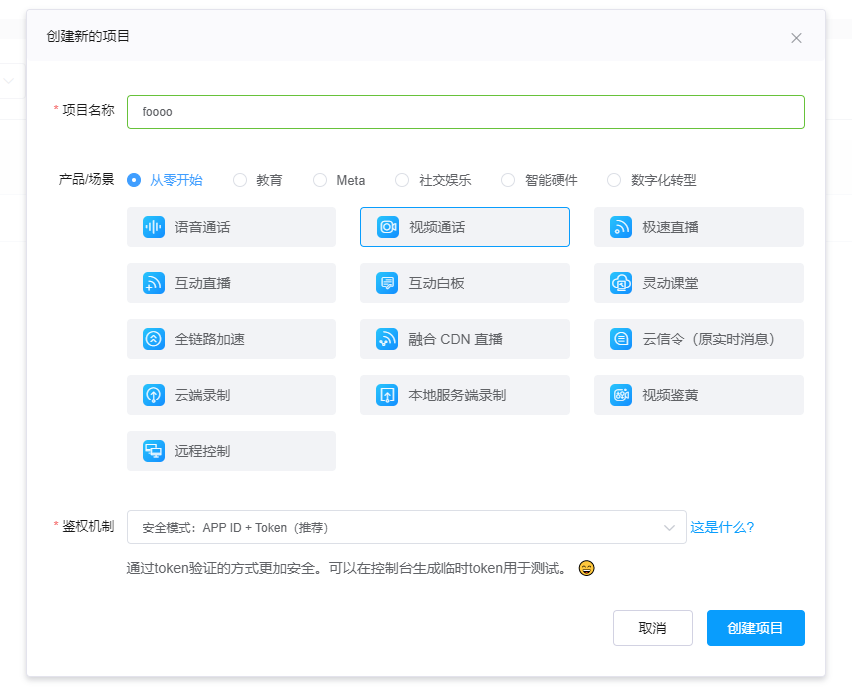 创建新的项目
* 项目名称 foooo
产品/场景 从零开始 教育 Meta 社交娱乐 智能硬件 数字化转型
语音通话 视频通话 极速直播
互动直播 互动白板 灵动课堂
全链路加速 融合 CDN 直播 云信令（原实时消息）
云端录制 本地服务端录制 视频鉴黄
远程控制
* 鉴权机制 安全模式：APP ID + Token（推荐） 这是什么?
通过token验证的方式更加安全。可以在控制台生成临时token用于测试。 😄
取消 创建项目